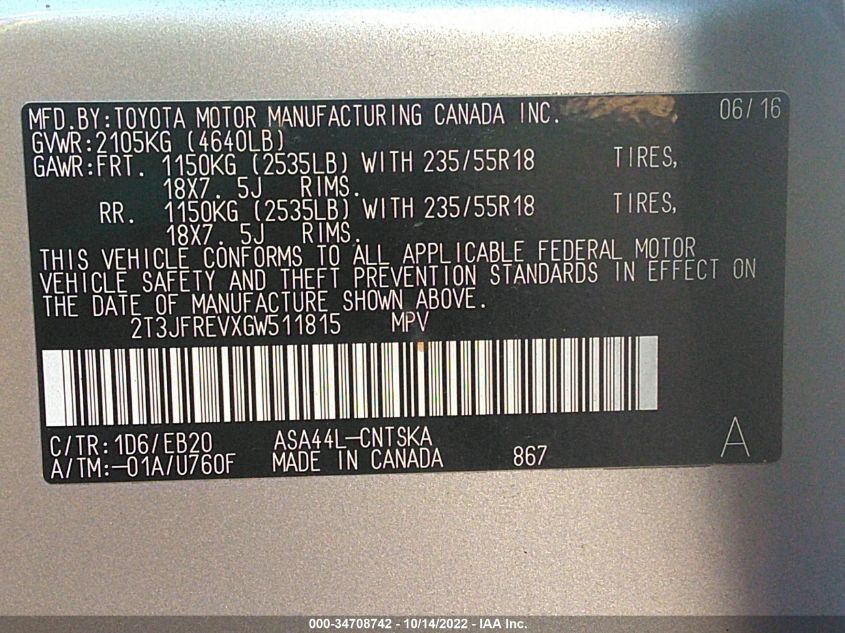 MFD.BY:TOYOTA MOTOR MANUFACTURING CANADA INC. 06/16
GVWR:2105KG (4640LB)
GAWR:FRT. 1150KG (2535LB) WITH 235/55R18 TIRES,
18X7. 5J RIMS.
RR. 1150KG (2535LB) WITH 235/55R18 TIRES,
18X7. 5J RIMS.
THIS VEHICLE CONFORMS TO ALL APPLICABLE FEDERAL MOTOR
VEHICLE SAFETY AND THEFT PREVENTION STANDARDS IN EFFECT ON
THE DATE OF MANUFACTURE SHOWN ABOVE.
2T3JFREVXGW511815 MPV
C/TR:1D6/EB20 ASA44L-CNTSKA A
A/TM:-01A/U760F MADE IN CANADA 867
000-34708742 - 10/14/2022 - IAA Inc.